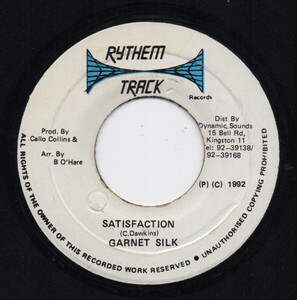 RYTHEM
TRACK
Records
Prod. By
Callo Collins &
Arr. By
B O'Hare
Dist By
Dynamic Sounds
15 Bell Rd,
Kingston 11
Tel: 92-39138/
92-39168
(P) (C) 1992
SATISFACTION
(C.Dawkins)
GARNET SILK
ALL RIGHTS OF THE OWNER OF THIS RECORD RESERVED • UNAUTHORISED COPYING PROHIBITED